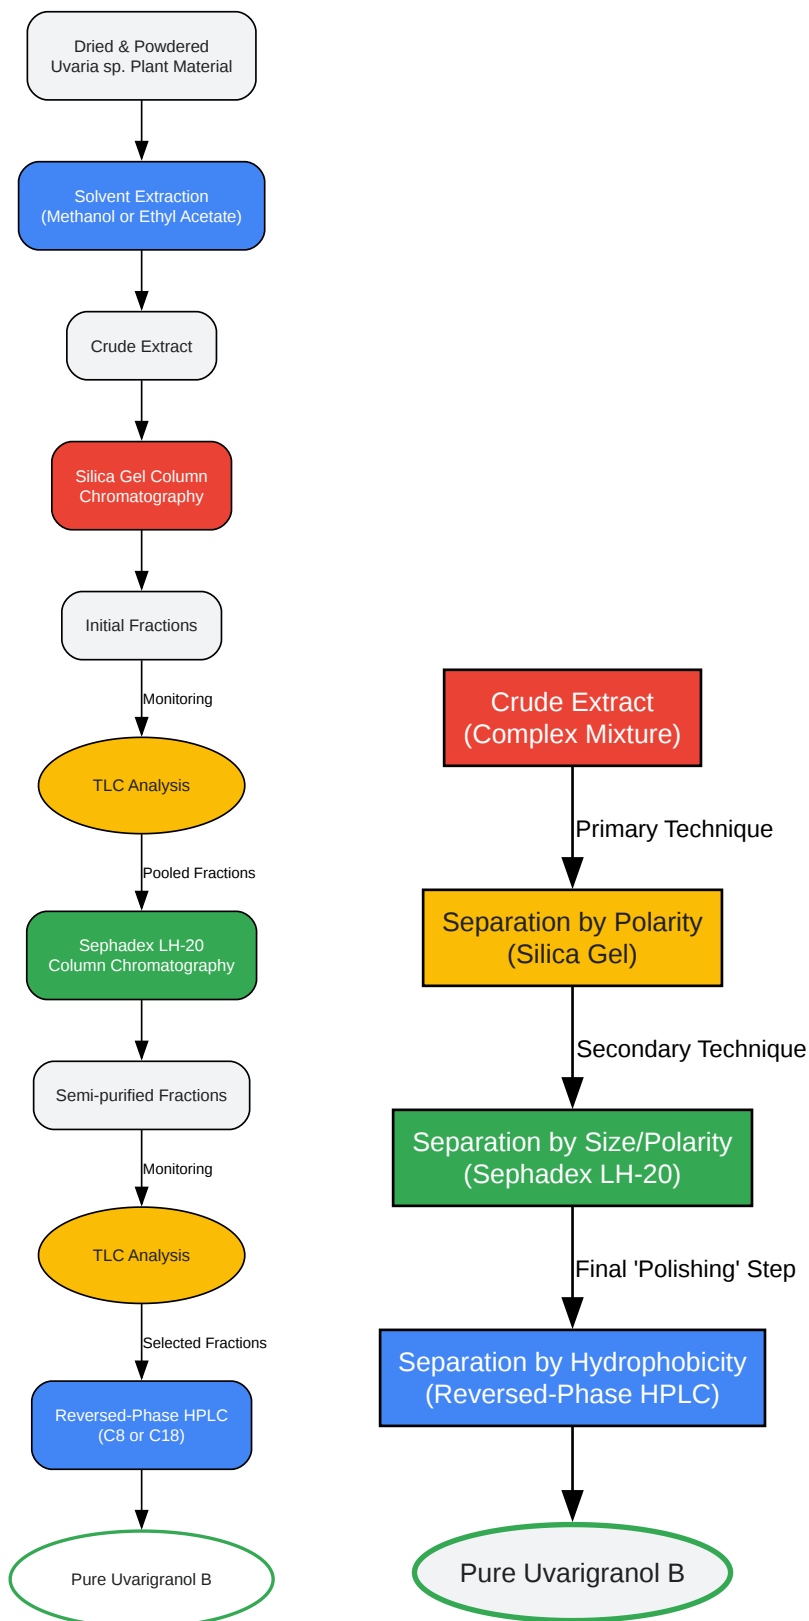 Dried & Powdered
Uvaria sp. Plant Material
Solvent Extraction
(Methanol or Ethyl Acetate)
Crude Extract
Silica Gel Column
Chromatography
Initial Fractions
Monitoring
TLC Analysis
Pooled Fractions
Sephadex LH-20
Column Chromatography
Semi-purified Fractions
Monitoring
TLC Analysis
Selected Fractions
Reversed-Phase HPLC
(C8 or C18)
Pure Uvarigranol B
Crude Extract
(Complex Mixture)
Primary Technique
Separation by Polarity
(Silica Gel)
Secondary Technique
Separation by Size/Polarity
(Sephadex LH-20)
Final 'Polishing' Step
Separation by Hydrophobicity
(Reversed-Phase HPLC)
Pure Uvarigranol B